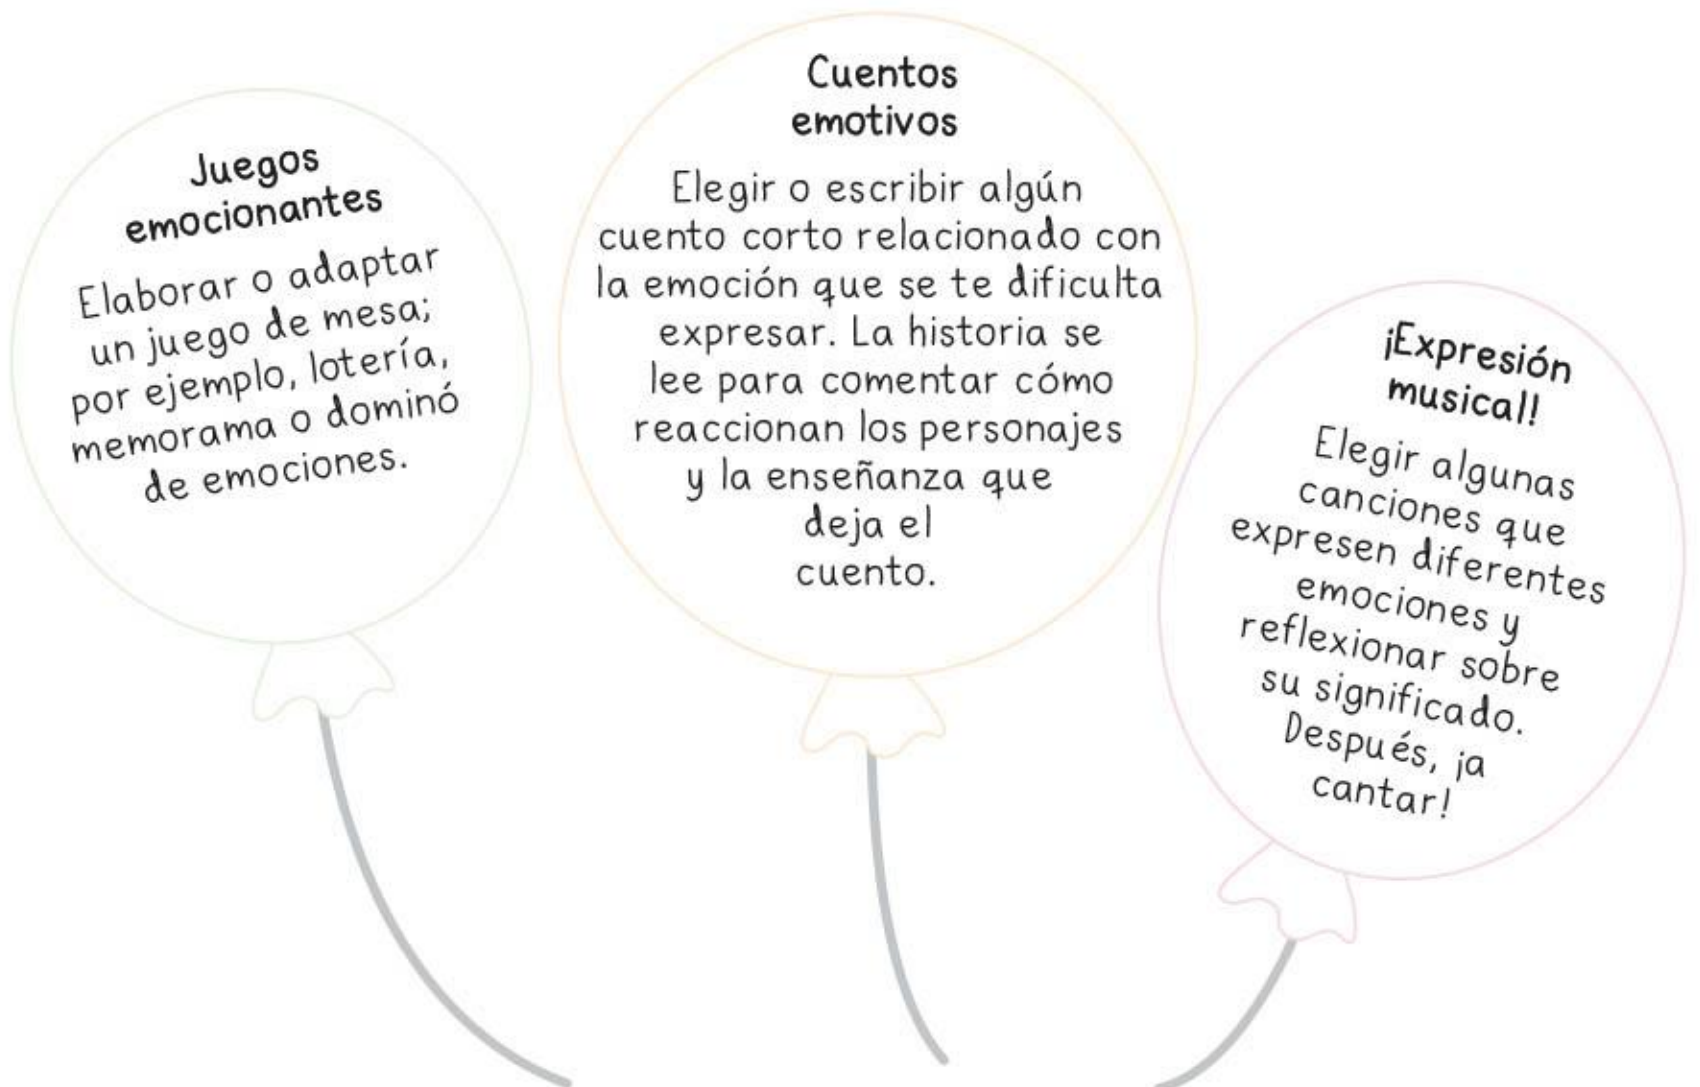 Juegos
emocionantes
Elaborar o adaptar
un juego de mesa;
por ejemplo, lotería,
memorama o dominó
de emociones.
Cuentos
emotivos
Elegir o escribir algún
cuento corto relacionado con
la emoción que se te dificulta
expresar. La historia se
lee para comentar cómo
reaccionan los personajes
y la enseñanza que
deja el
cuento.
¡Expresión
musical!
Elegir algunas
canciones que
expresen diferentes
emociones y
reflexionar sobre
su significado.
Después, ¡a
cantar!